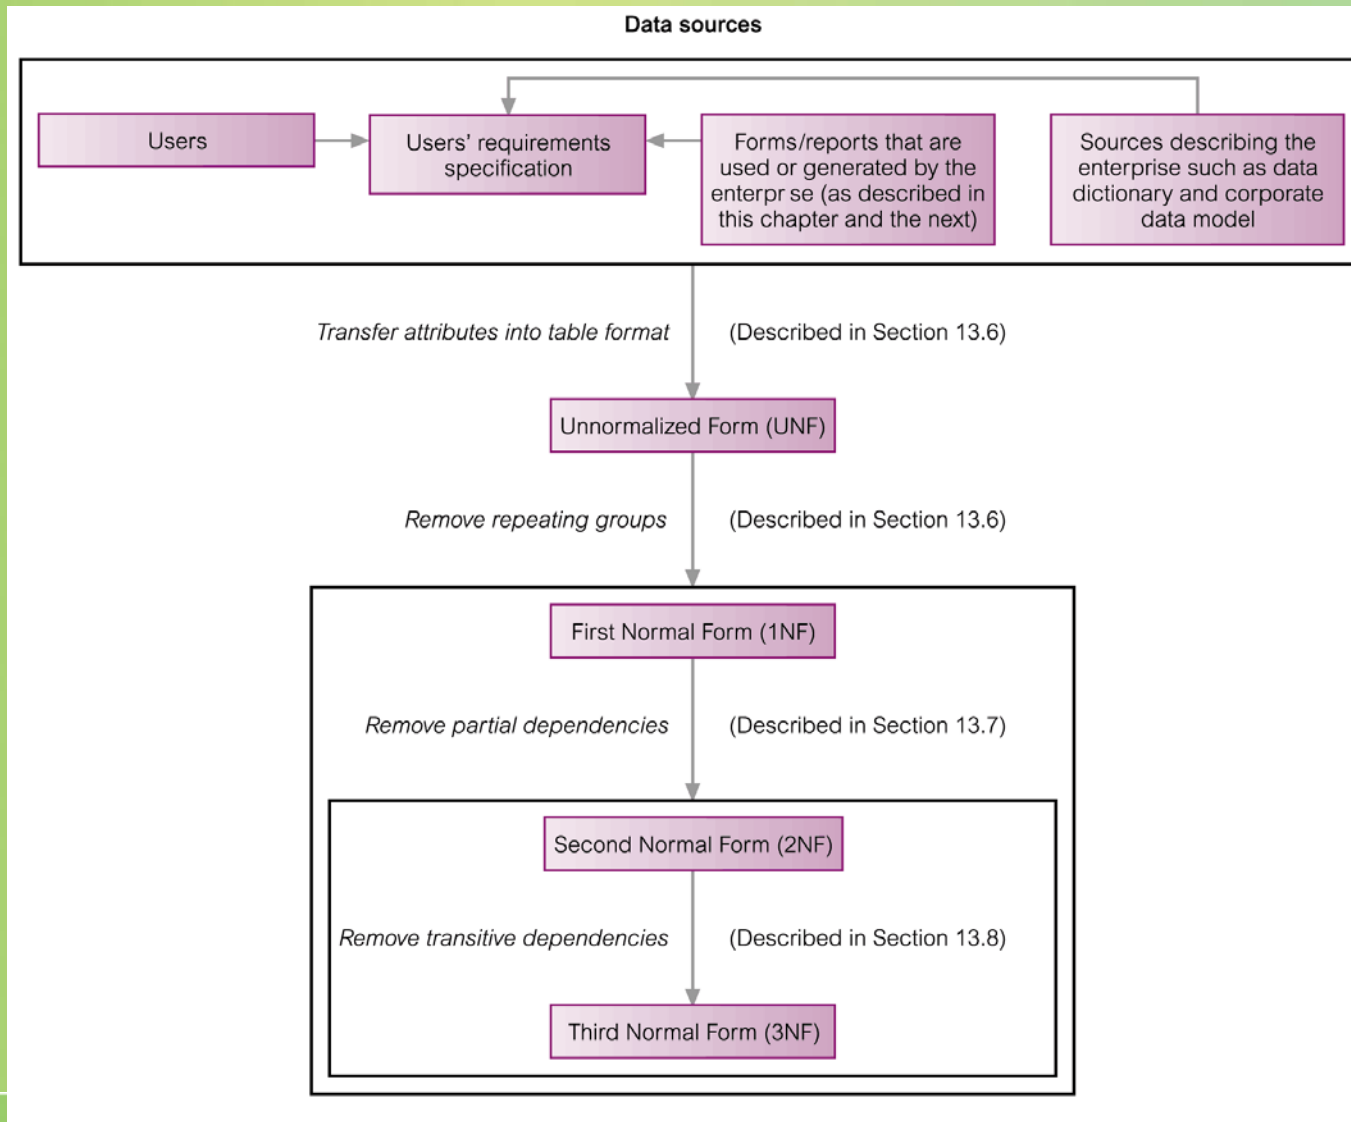 Data sources
Users
Users' requirements
specification
Forms/reports that are
used or generated by the
enterpr se (as described in
this chapter and the next)
Sources describing the
enterprise such as data
dictionary and corporate
data model
Transfer attributes into table format
(Described in Section 13.6)
Unnormalized Form (UNF)
Remove repeating groups
(Described in Section 13.6)
First Normal Form (1NF)
Remove partial dependencies
(Described in Section 13.7)
Second Normal Form (2NF)
Remove transitive dependencies
(Described in Section 13.8)
Third Normal Form (3NF)